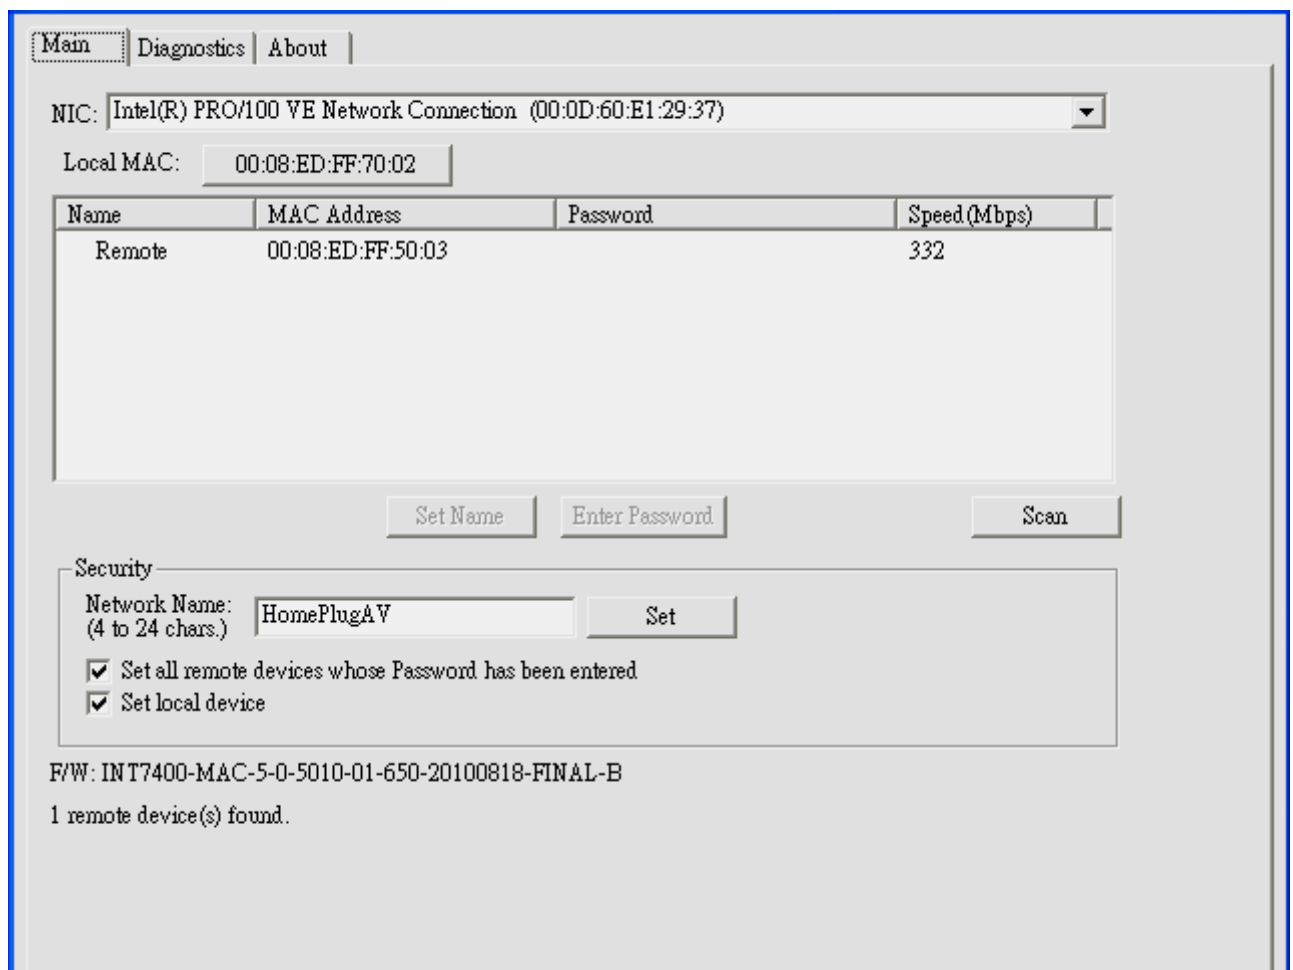 Main Diagnostics About
NIC: Intel(R) PRO/100 VE Network Connection (00:0D:60:E1:29:37)
Local MAC: 00:08:ED:FF:70:02
Name MAC Address Password Speed(Mbps)
Remote 00:08:ED:FF:50:03 332
Set Name Enter Password Scan
Security
Network Name:
(4 to 24 chars.) HomePlugAV Set
Set all remote devices whose Password has been entered
Set local device
F/W: INT7400-MAC-5-0-5010-01-650-20100818-FINAL-B
1 remote device(s) found.